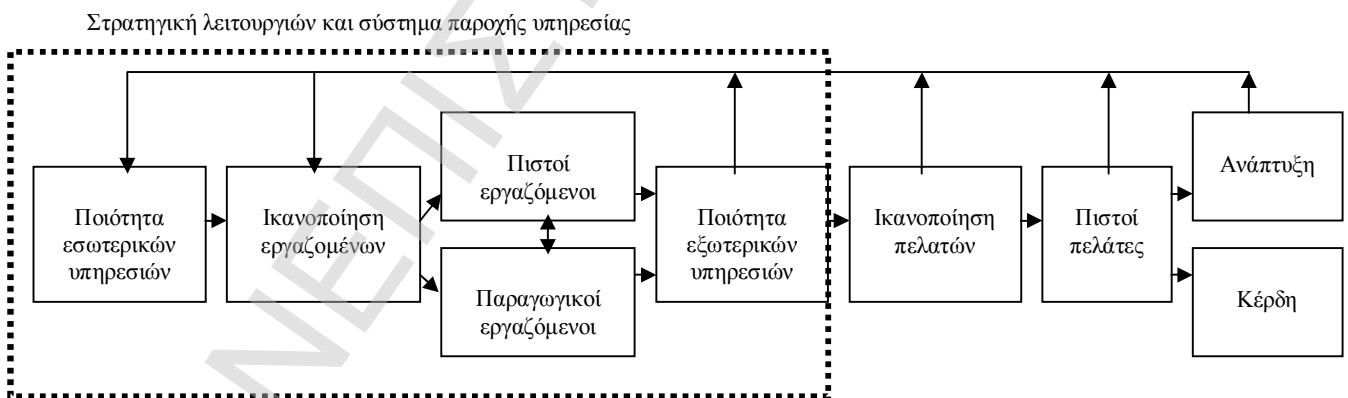 Στρατηγική λειτουργιών και σύστημα παροχής υπηρεσίας
Ποιότητα
εσωτερικών
υπηρεσιών
Ικανοποίηση
εργαζομένων
Πιστοί
εργαζόμενοι
Παραγωγικοί
εργαζόμενοι
Ποιότητα
εξωτερικών
υπηρεσιών
Ικανοποίηση
πελατών
Πιστοί
πελάτες
Ανάπτυξη
Κέρδη
ΝΕΠΙΣ